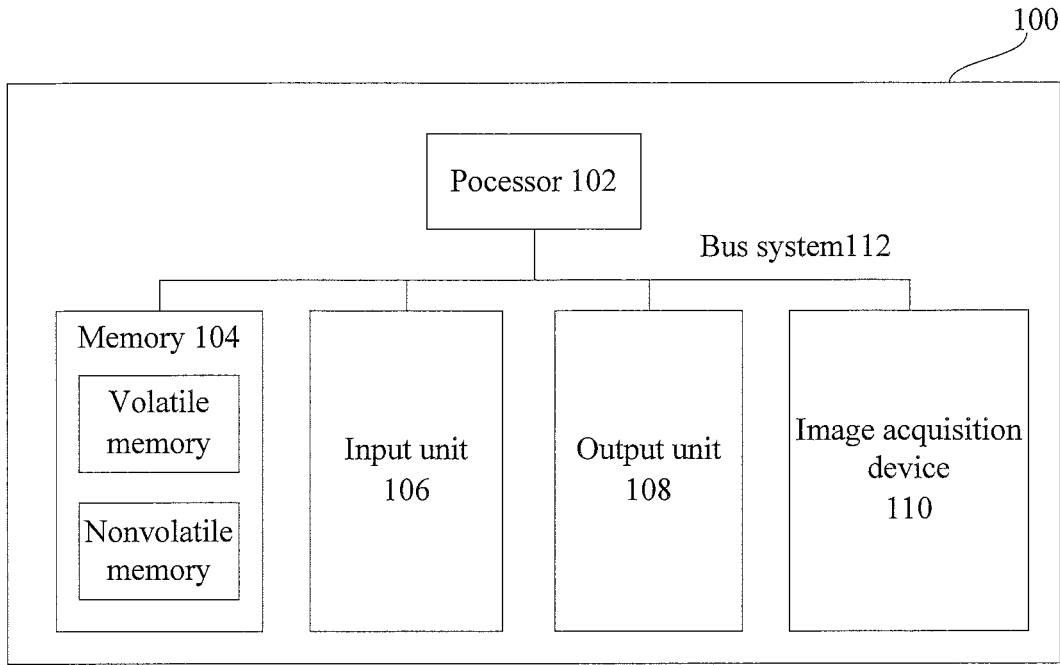 100
Pocessor 102
Bus system112
Memory 104
Volatile
memory
Nonvolatile
memory
Input unit
106
Output unit
108
Image acquisition
device
110